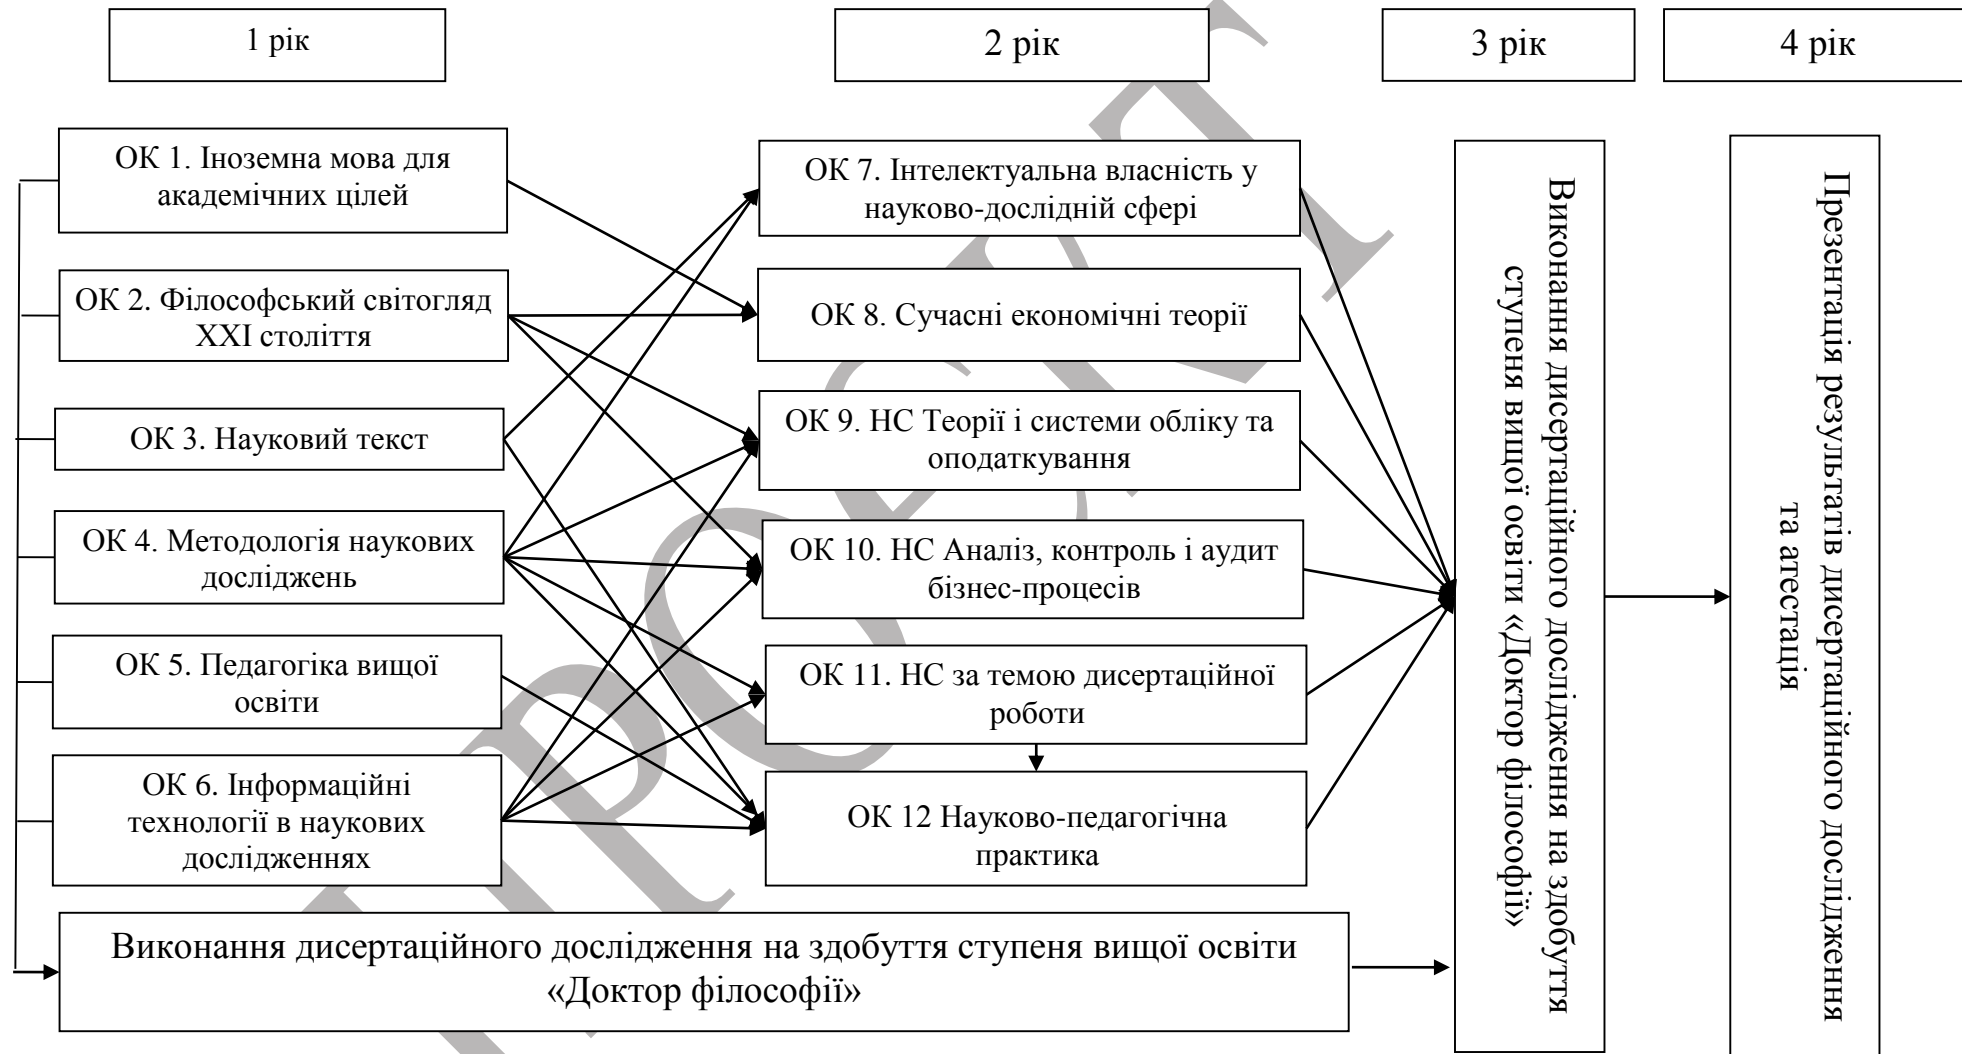 1 рік
2 рік
3 рік
4 рік
ОК 1. Іноземна мова для
академічних цілей
ОК 2. Філософський світогляд
ХХІ століття
ОК 3. Науковий текст
ОК 4. Методологія наукових
досліджень
ОК 5. Педагогіка вищої
освіти
ОК 6. Інформаційні
технології в наукових
дослідженнях
ОК 7. Інтелектуальна власність у
науково-дослідній сфері
ОК 8. Сучасні економічні теорії
ОК 9. НС Теорії і системи обліку та
оподаткування
ОК 10. НС Аналіз, контроль і аудит
бізнес-процесів
ОК 11. НС за темою дисертаційної
роботи
ОК 12 Науково-педагогічна
практика
Виконання дисертаційного дослідження на здобуття ступеня вищої освіти
«Доктор філософії»
Виконання дисертаційного дослідження на здобуття
ступеня вищої освіти «Доктор філософії»
Презентація результатів дисертаційного дослідження
та атестація
ПРОЄКТ